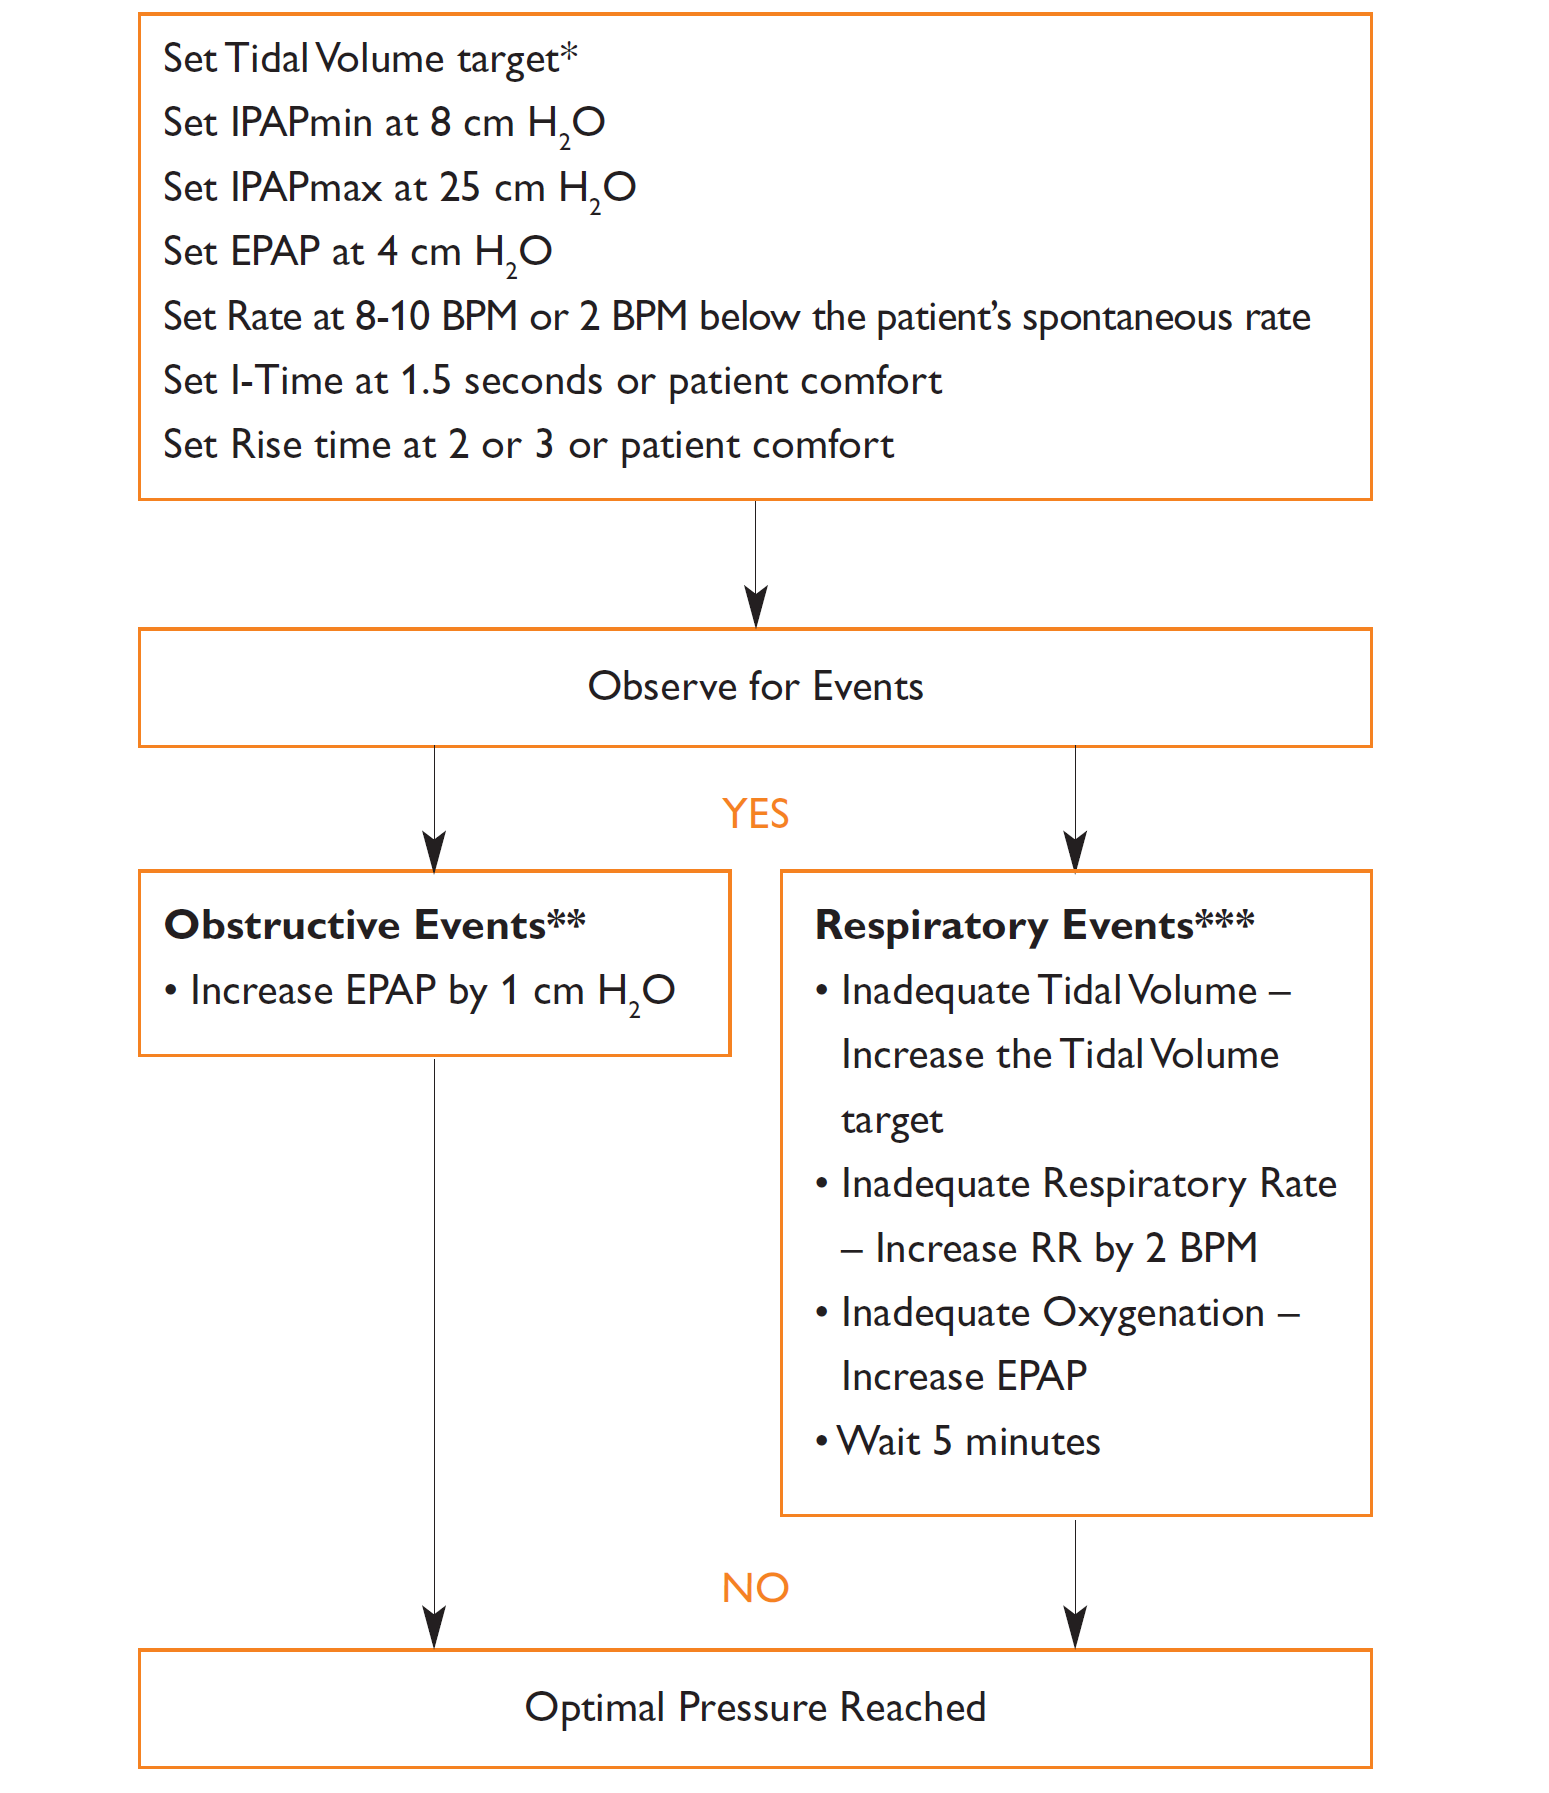 Set Tidal Volume target*
Set IPAPmin at 8 cm H₂O
Set IPAPmax at 25 cm H₂O
Set EPAP at 4 cm H₂O
Set Rate at 8-10 BPM or 2 BPM below the patient’s spontaneous rate
Set I-Time at 1.5 seconds or patient comfort
Set Rise time at 2 or 3 or patient comfort
Observe for Events
YES
Obstructive Events**
• Increase EPAP by 1 cm H₂O
Respiratory Events***
• Inadequate Tidal Volume –
Increase the Tidal Volume
target
• Inadequate Respiratory Rate
– Increase RR by 2 BPM
• Inadequate Oxygenation –
Increase EPAP
• Wait 5 minutes
NO
Optimal Pressure Reached